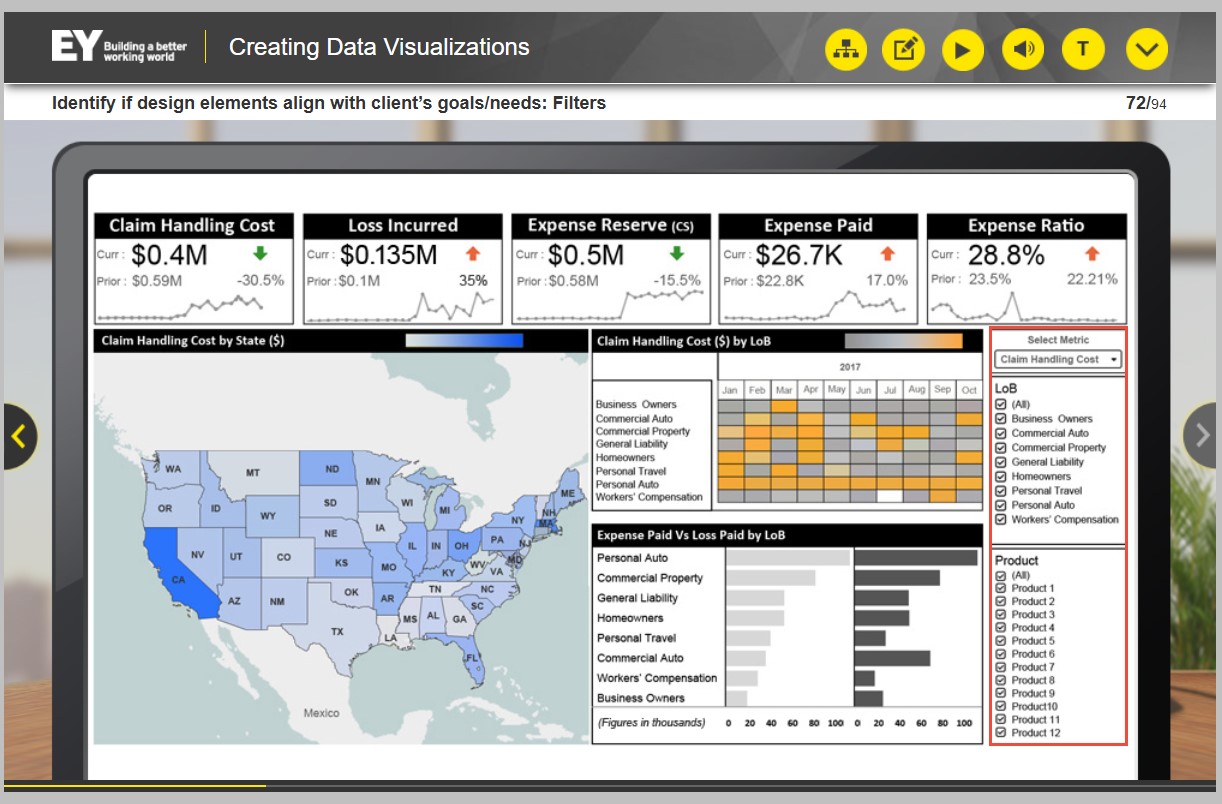 EY Building a better
working world
Creating Data Visualizations
T
Identify if design elements align with client's goals/needs: Filters
72/94
Claim Handling Cost
Curr : $0.4M
Prior : $0.59M -30.5%
Loss Incurred
Curr : $0.135M
Prior : $0.1M 35%
Expense Reserve (CS)
Curr : $0.5M
Prior : $0.58M -15.5%
Expense Paid
Curr : $26.7K
Prior : $22.8K 17.0%
Expense Ratio
Curr : 28.8%
Prior : 23.5% 22.21%
Claim Handling Cost by State ($)
WA
MT
ND
MN
ME
OR
ID
WY
SD
WI
MI
NY
NH
MA
NV
UT
CO
NE
IA
IL
IN
OH
PA
NJ
CA
KS
MO
KY
WV
VA
MD
AZ
NM
OK
AR
TN
NC
SC
TX
LA
MS
AL
GA
FL
Mexico
Claim Handling Cost ($) by LoB
2017
Jan Feb Mar Apr May Jun Jul Aug Sep Oct
Business Owners
Commercial Auto
Commercial Property
General Liability
Homeowners
Personal Travel
Personal Auto
Workers' Compensation
Expense Paid Vs Loss Paid by LoB
Personal Auto
Commercial Property
General Liability
Homeowners
Personal Travel
Commercial Auto
Workers' Compensation
Business Owners
(Figures in thousands) 0 20 40 60 80 100 0 20 40 60 80 100
Select Metric
Claim Handling Cost
LoB
(All)
Business Owners
Commercial Auto
Commercial Property
General Liability
Homeowners
Personal Travel
Personal Auto
Workers' Compensation
Product
(All)
Product 1
Product 2
Product 3
Product 4
Product 5
Product 6
Product 7
Product 8
Product 9
Product10
Product 11
Product 12